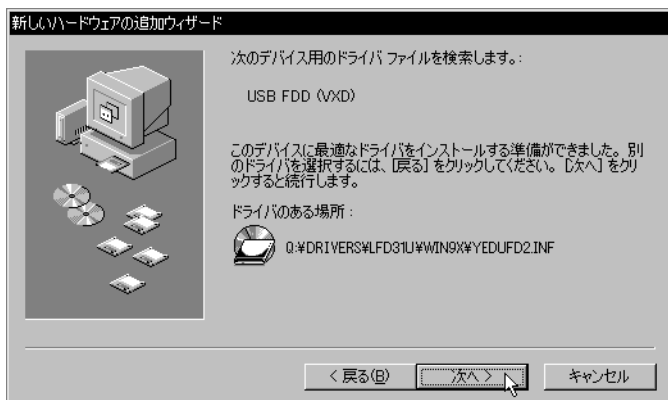 新しいハードウェアの追加ウィザード
次のデバイス用のドライバ ファイルを検索します。:
USB FDD (VXD)
このデバイスに最適なドライバをインストールする準備ができました。別
のドライバを選択するには、[戻る] をクリックしてください。[次へ] をクリ
ックすると続行します。
ドライバのある場所:
Q:¥DRIVERS¥LFD31U¥WIN9X¥YEDUFD2.INF
< 戻る(B)
次へ >
キャンセル